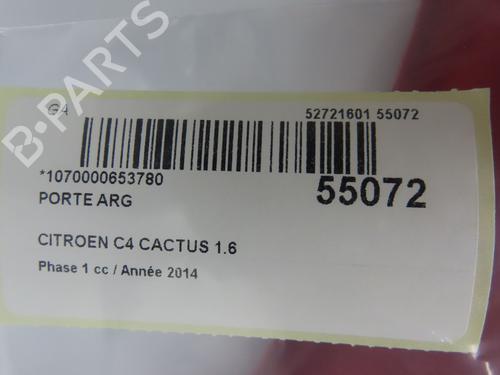 G4
52721601 55072
*1070000653780
55072
PORTE ARG
CITROEN C4 CACTUS 1.6
Phase 1 cc / Année 2014
B-PARTS